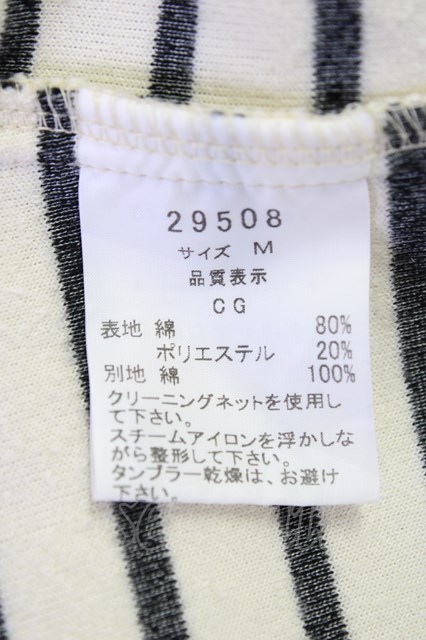 29508
サイズ M
品質表示
CG
表地 綿 80%
ポリエステル 20%
別地 綿 100%
クリーニングネットを使用し
て下さい。
スチームアイロンを浮かしな
がら整形して下さい。
タンブラー乾燥は、お避け
下さい。